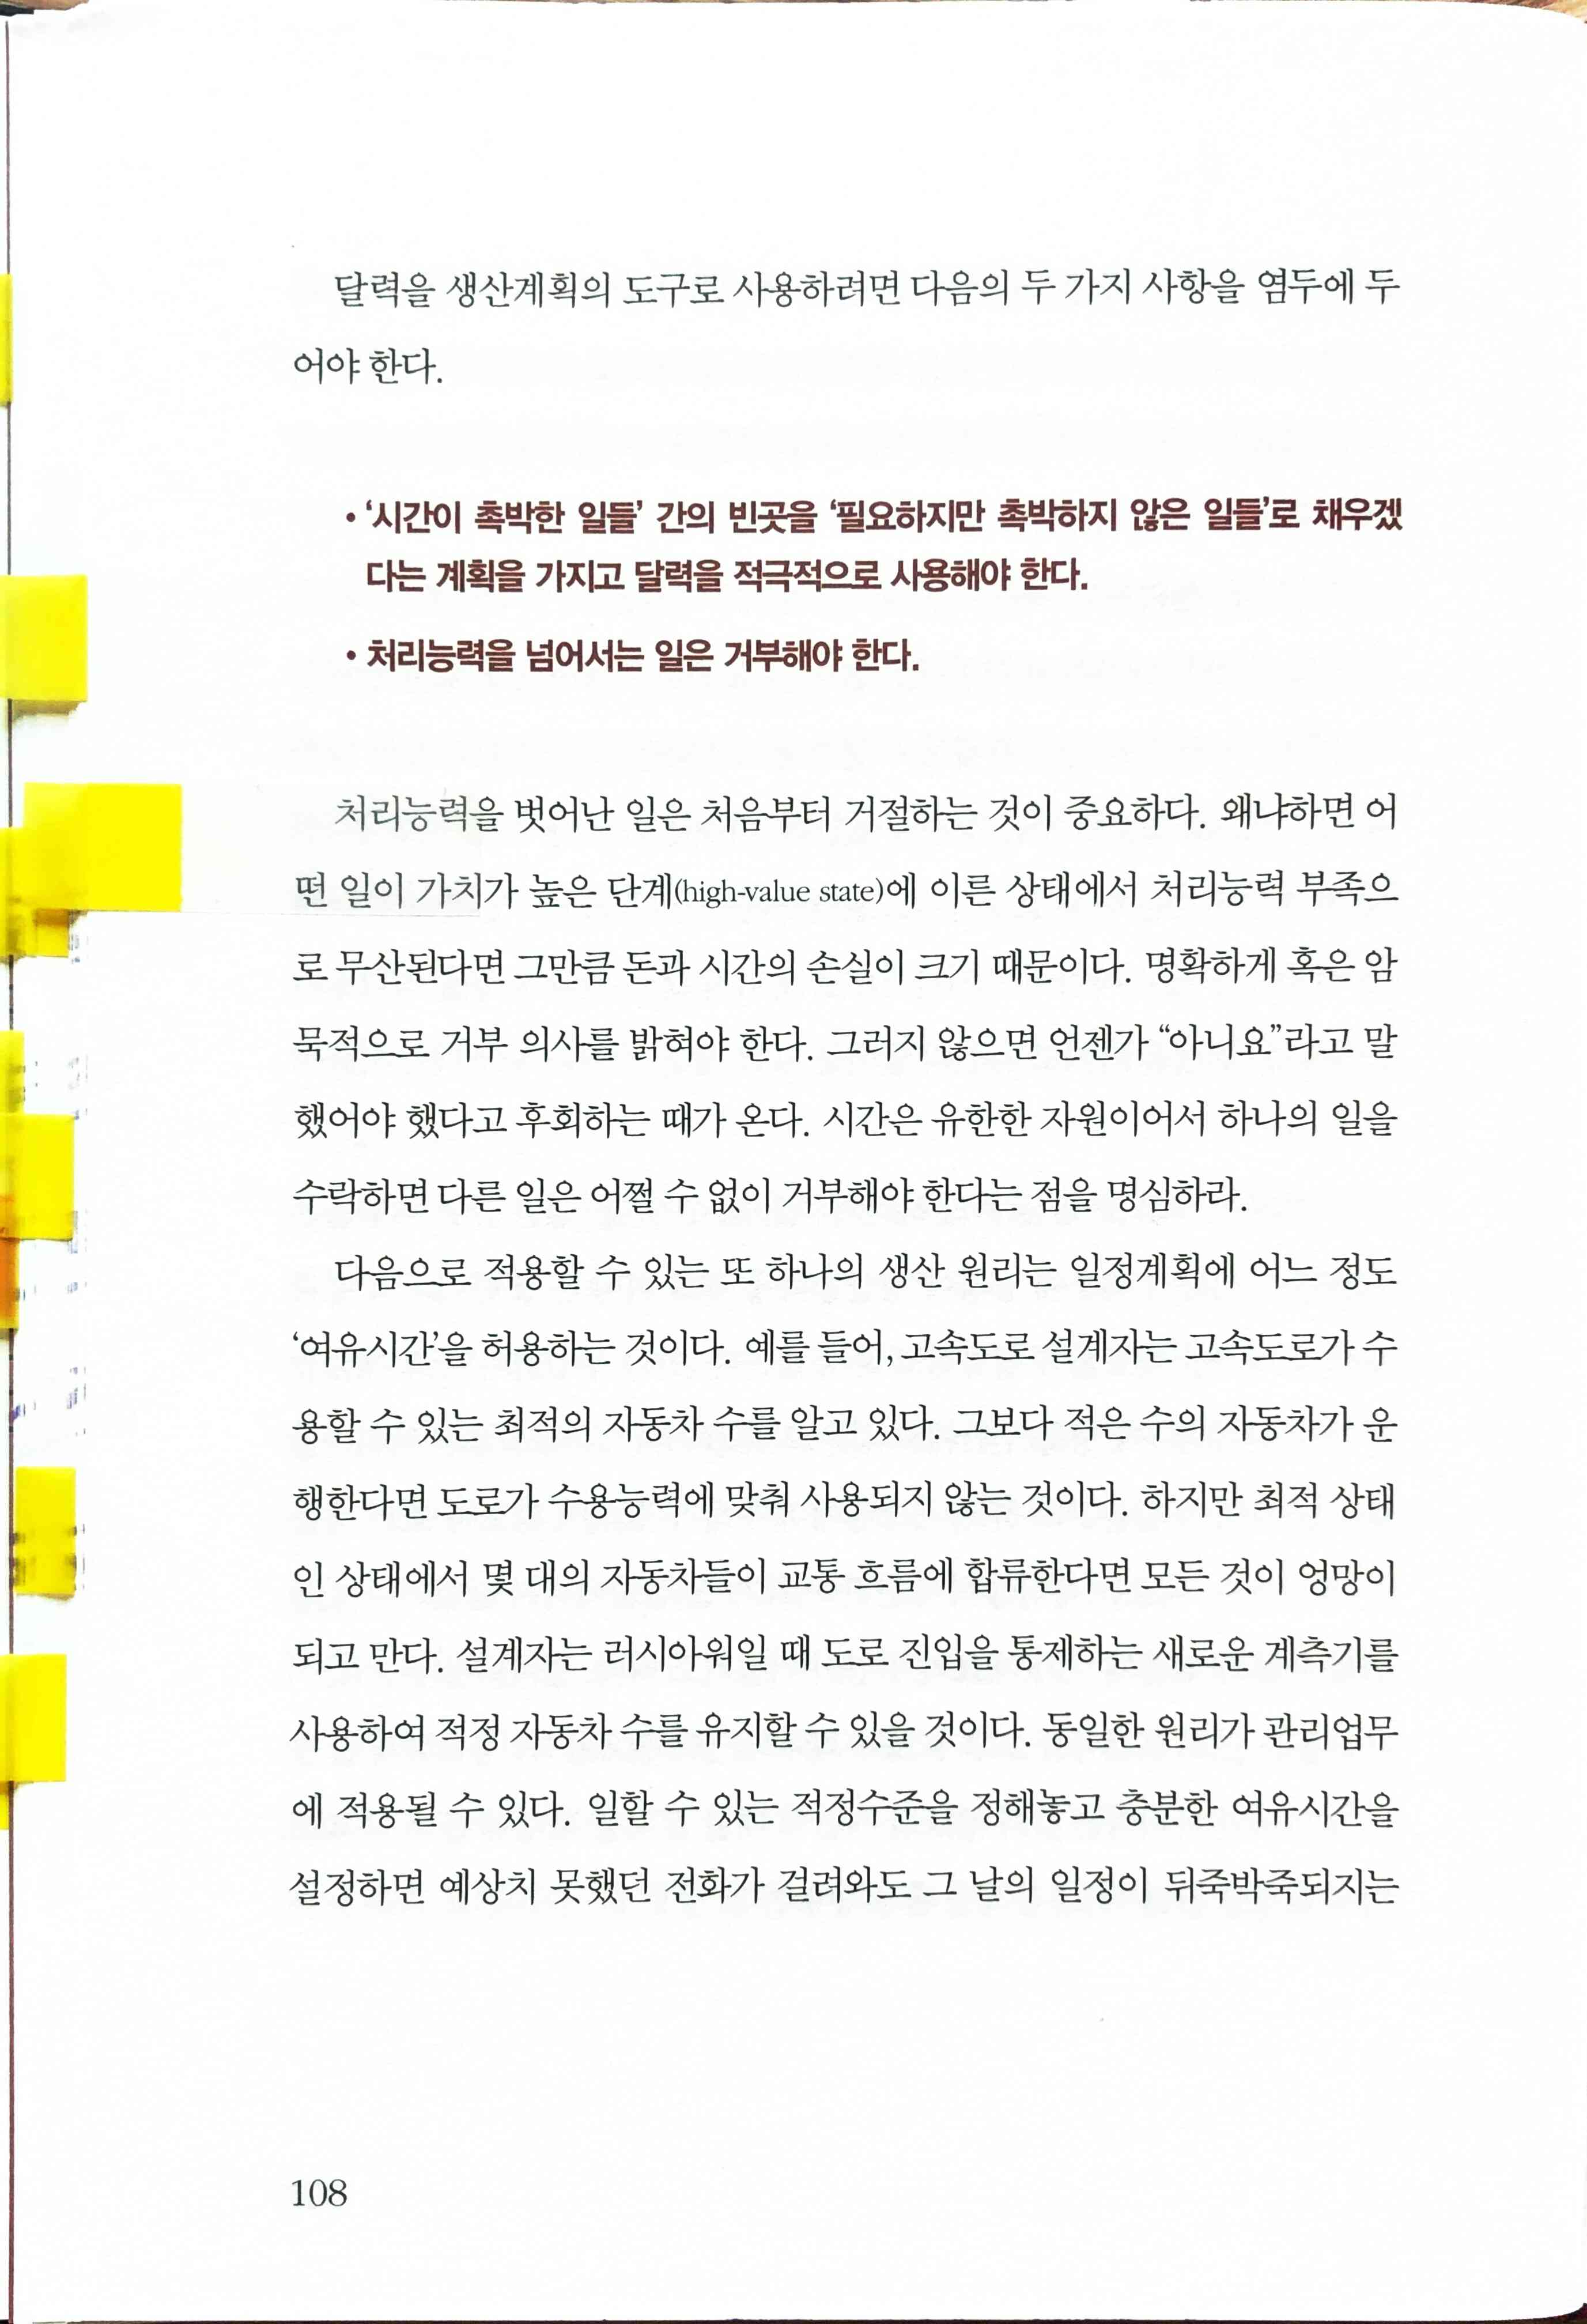 달력을 생산계획의 도구로 사용하려면 다음의 두 가지 사항을 염두에 두
어야 한다.
• ‘시간이 촉박한 일들’ 간의 빈곳을 ‘필요하지만 촉박하지 않은 일들’로 채우겠
다는 계획을 가지고 달력을 적극적으로 사용해야 한다.
• 처리능력을 넘어서는 일은 거부해야 한다.
처리능력을 벗어난 일은 처음부터 거절하는 것이 중요하다. 왜냐하면 어
떤 일이 가치가 높은 단계(high-value state)에 이른 상태에서 처리능력 부족으
로 무산된다면 그만큼 돈과 시간의 손실이 크기 때문이다. 명확하게 혹은 암
묵적으로 거부 의사를 밝혀야 한다. 그러지 않으면 언젠가 “아니요”라고 말
했어야 했다고 후회하는 때가 온다. 시간은 유한한 자원이어서 하나의 일을
수락하면 다른 일은 어쩔 수 없이 거부해야 한다는 점을 명심하라.
다음으로 적용할 수 있는 또 하나의 생산 원리는 일정계획에 어느 정도
‘여유시간’을 허용하는 것이다. 예를 들어, 고속도로 설계자는 고속도로가 수
용할 수 있는 최적의 자동차 수를 알고 있다. 그보다 적은 수의 자동차가 운
행한다면 도로가 수용능력에 맞춰 사용되지 않는 것이다. 하지만 최적 상태
인 상태에서 몇 대의 자동차들이 교통 흐름에 합류한다면 모든 것이 엉망이
되고 만다. 설계자는 러시아워일 때 도로 진입을 통제하는 새로운 계측기를
사용하여 적정 자동차 수를 유지할 수 있을 것이다. 동일한 원리가 관리업무
에 적용될 수 있다. 일할 수 있는 적정수준을 정해놓고 충분한 여유시간을
설정하면 예상치 못했던 전화가 걸려와도 그 날의 일정이 뒤죽박죽되지는
108